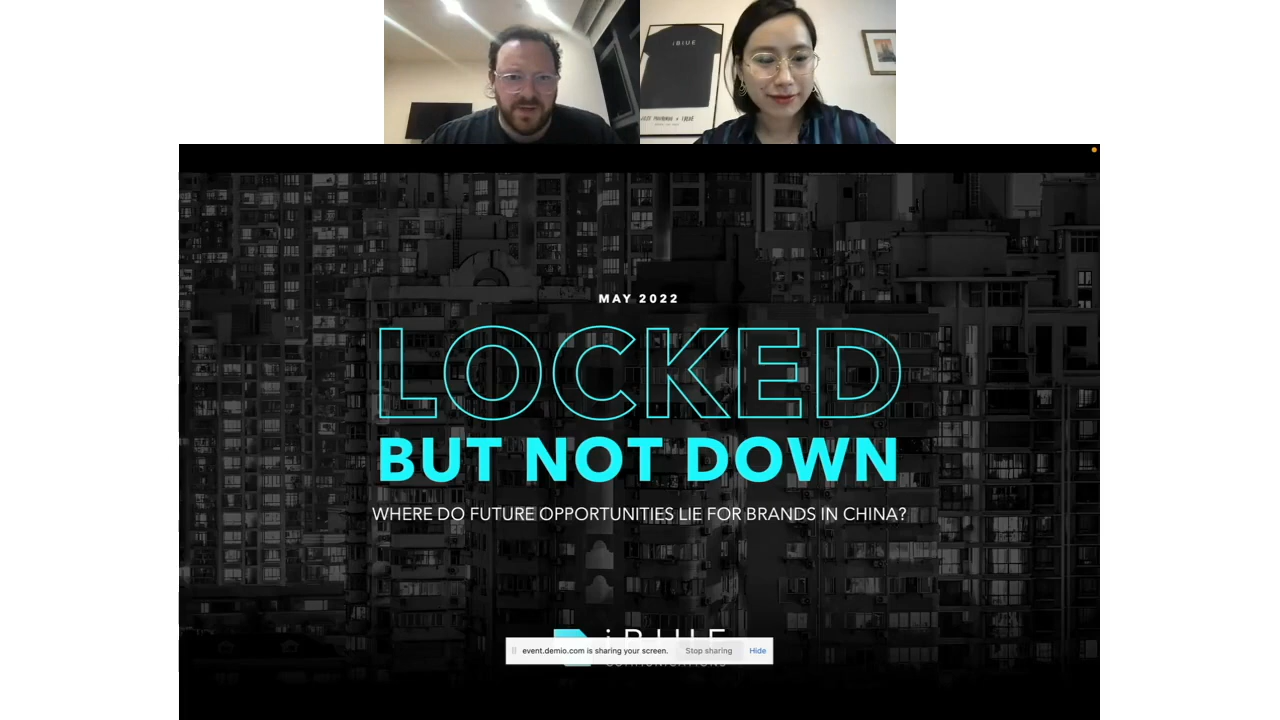 iBLUE
MAY 2022
LOCKED
BUT NOT DOWN
WHERE DO FUTURE OPPORTUNITIES LIE FOR BRANDS IN CHINA?
event.demio.com is sharing your screen.
Stop sharing
Hide